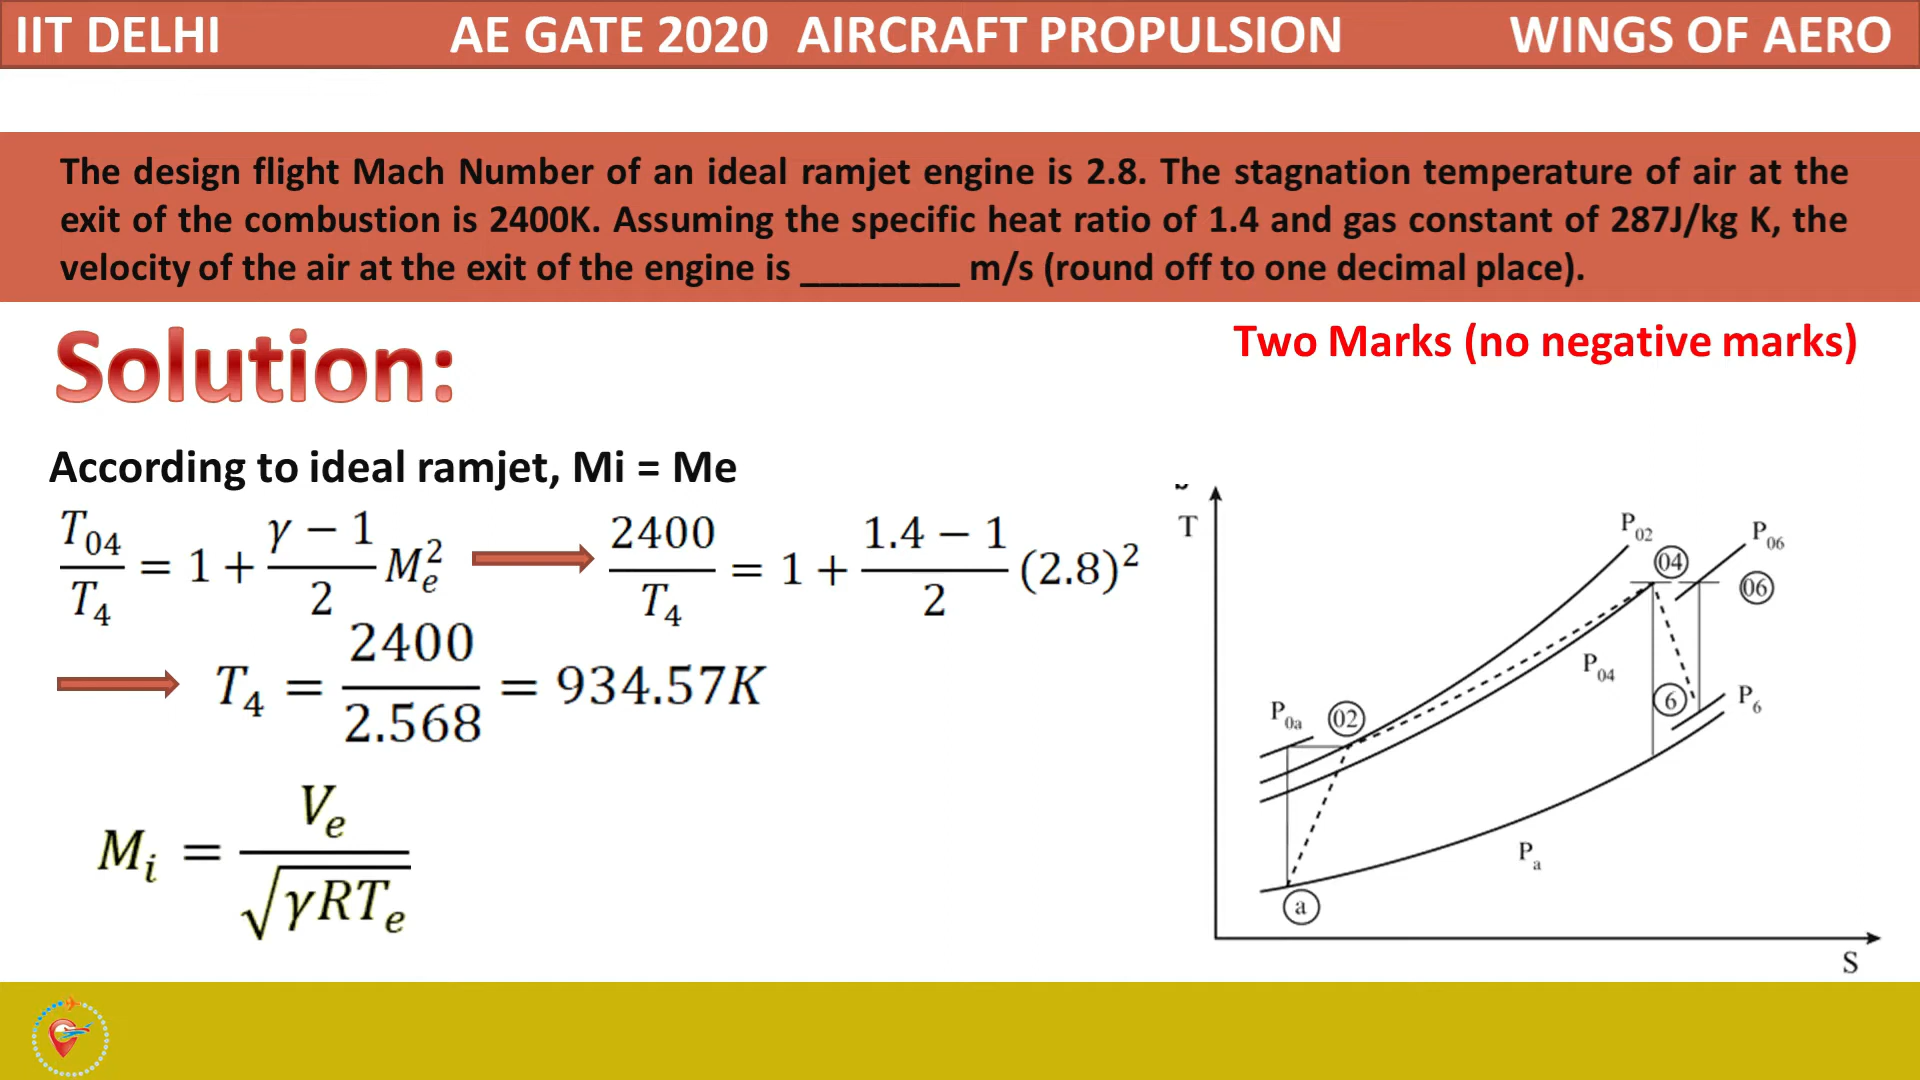 IIT DELHI AE GATE 2020 AIRCRAFT PROPULSION WINGS OF AERO
The design flight Mach Number of an ideal ramjet engine is 2.8. The stagnation temperature of air at the
exit of the combustion is 2400K. Assuming the specific heat ratio of 1.4 and gas constant of 287J/kg K, the
velocity of the air at the exit of the engine is ________ m/s (round off to one decimal place).
Solution:
Two Marks (no negative marks)
According to ideal ramjet, Mi = Me
T₀₄/T₄ = 1 + (γ − 1)/2 Mₑ² 2400/T₄ = 1 + (1.4 − 1)/2 (2.8)²
T₄ = 2400/2.568 = 934.57K
Mᵢ = Vₑ/√(γRTₑ)
T
P₀₂
P₀₆
04
06
P₀₄
6
P₆
P₀ₐ
02
Pₐ
a
S